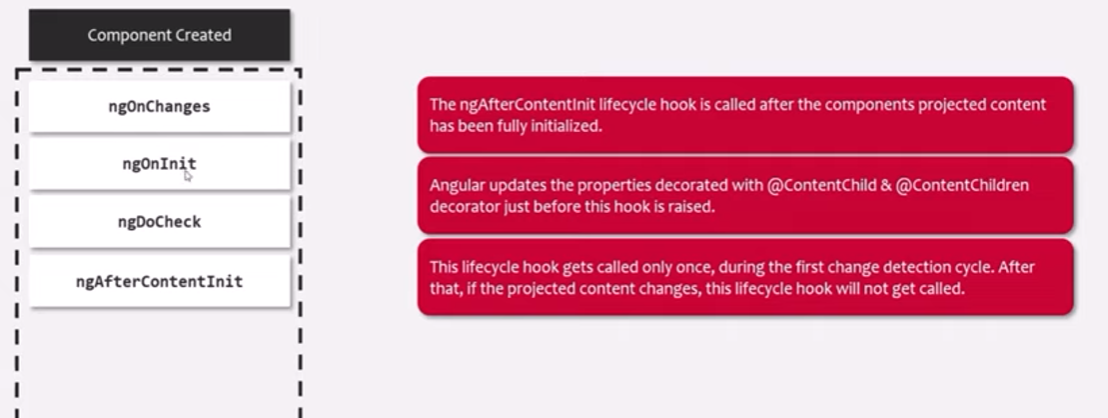 Component Created
ngOnChanges
ngOnInit
ngDoCheck
ngAfterContentInit
The ngAfterContentInit lifecycle hook is called after the components projected content
has been fully initialized.
Angular updates the properties decorated with @ContentChild & @ContentChildren
decorator just before this hook is raised.
This lifecycle hook gets called only once, during the first change detection cycle. After
that, if the projected content changes, this lifecycle hook will not get called.